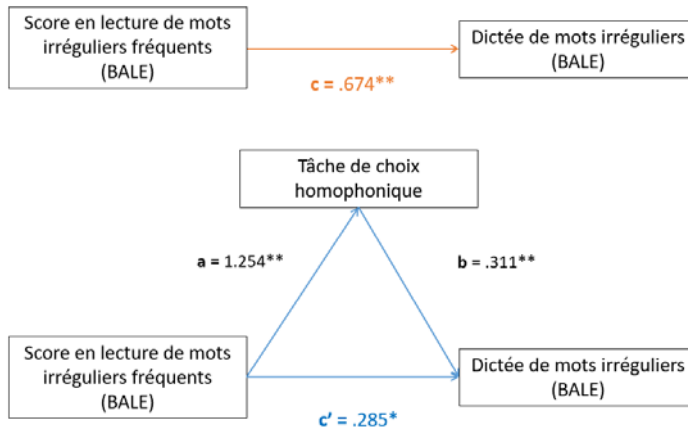 Score en lecture de mots
irréguliers fréquents
(BALE)
Dictée de mots irréguliers
(BALE)
c = .674**
Tâche de choix
homophonique
a = 1.254**
b = .311**
Score en lecture de mots
irréguliers fréquents
(BALE)
Dictée de mots irréguliers
(BALE)
c’ = .285*